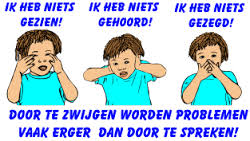 IK HEB NIETS GEZIEN!
IK HEB NIETS GEHOORD!
IK HEB NIETS GEZEGD!
DOOR TE ZWIJGEN WORDEN PROBLEMEN
VAAK ERGER DAN DOOR TE SPREKEN!